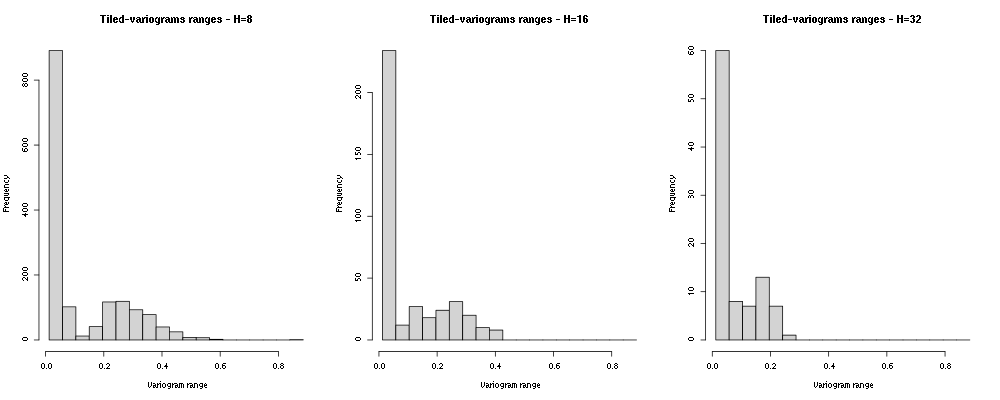 Tiled-variograms ranges - H=8
Tiled-variograms ranges - H=16
Tiled-variograms ranges - H=32
Frequency
800
600
400
200
0
0.0 0.2 0.4 0.6 0.8
Variogram range
Frequency
200
150
100
50
0
0.0 0.2 0.4 0.6 0.8
Variogram range
Frequency
60
50
40
30
20
10
0
0.0 0.2 0.4 0.6 0.8
Variogram range